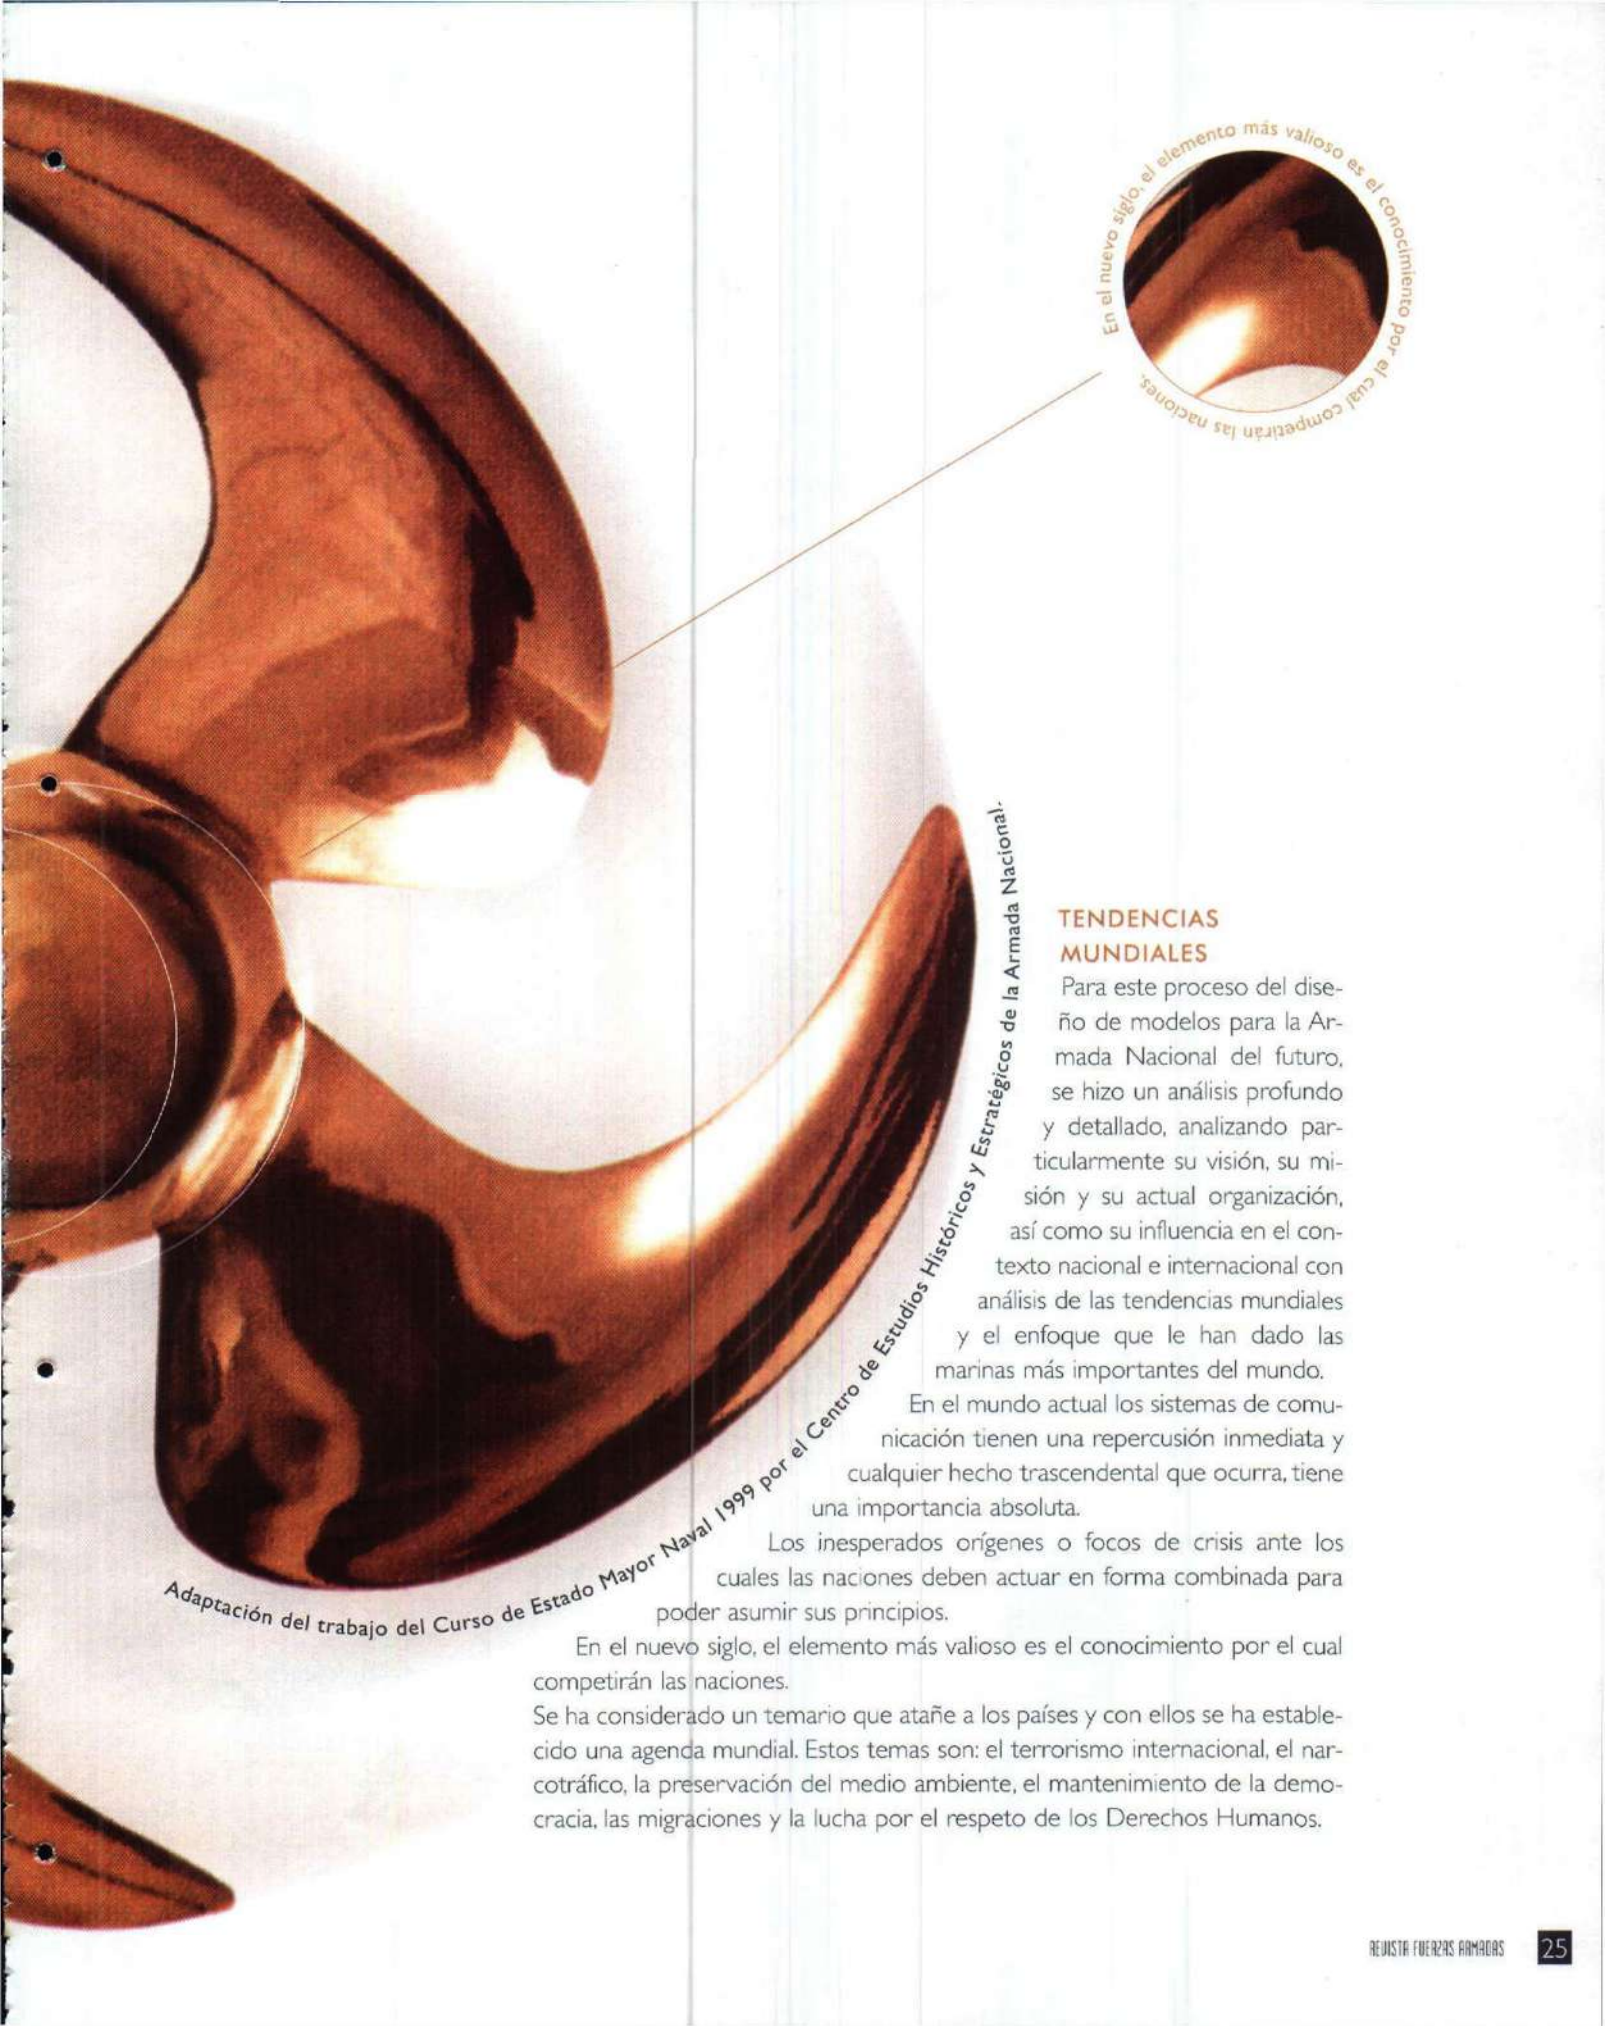 En el nuevo siglo, el elemento más valioso es el conocimiento por el cual competirán las naciones.
Adaptación del trabajo del Curso de Estado Mayor Naval 1999 por el Centro de Estudios Históricos y Estratégicos de la Armada Nacional.
TENDENCIAS
MUNDIALES
Para este proceso del dise-
ño de modelos para la Ar-
mada Nacional del futuro,
se hizo un análisis profundo
y detallado, analizando par-
ticularmente su visión, su mi-
sión y su actual organización,
así como su influencia en el con-
texto nacional e internacional con
análisis de las tendencias mundiales
y el enfoque que le han dado las
marinas más importantes del mundo.
En el mundo actual los sistemas de comu-
nicación tienen una repercusión inmediata y
cualquier hecho trascendental que ocurra, tiene
una importancia absoluta.
Los inesperados orígenes o focos de crisis ante los
cuales las naciones deben actuar en forma combinada para
poder asumir sus principios.
En el nuevo siglo, el elemento más valioso es el conocimiento por el cual
competirán las naciones.
Se ha considerado un temario que atañe a los países y con ellos se ha estable-
cido una agenda mundial. Estos temas son: el terrorismo internacional, el nar-
cotráfico, la preservación del medio ambiente, el mantenimiento de la demo-
cracia, las migraciones y la lucha por el respeto de los Derechos Humanos.
REVISTA FUERZAS ARMADAS 25